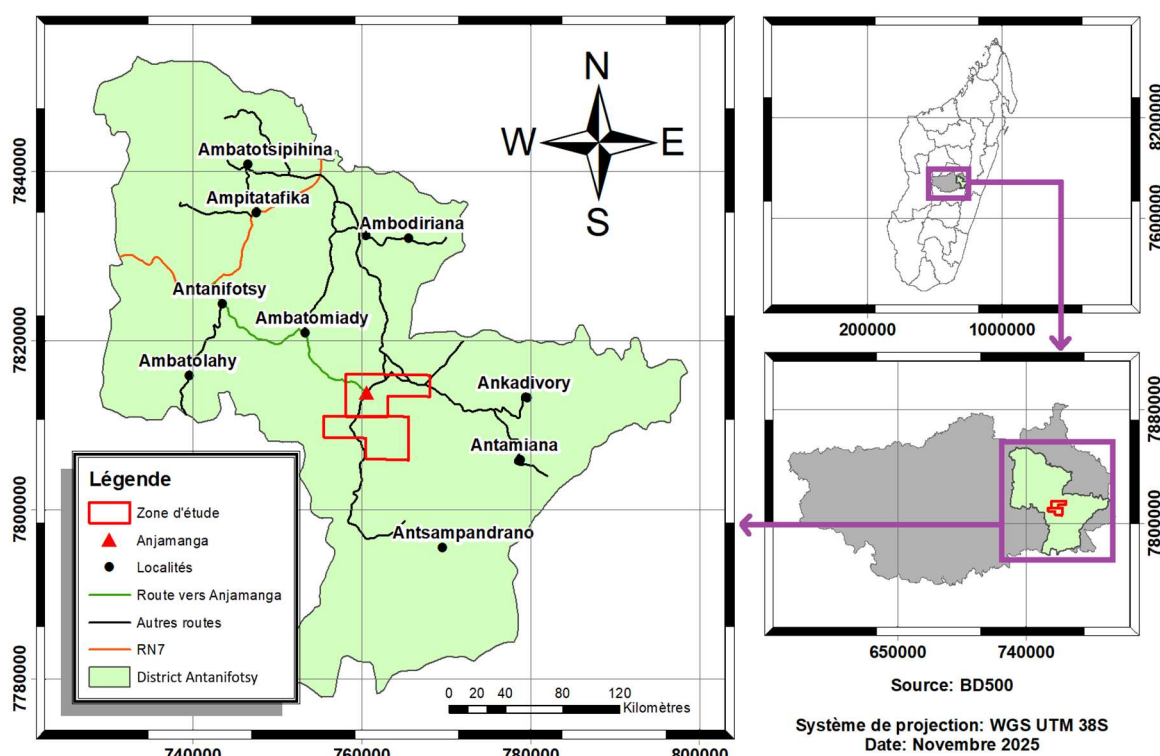 N
W
E
S
Ambatotsipihina
Ampitatafika
Ambodiriana
Antanifotsy
Ambatomiady
Ambatolahy
Ankadivory
Antamiana
Antsampandrano
7840000
7820000
7800000
7780000
740000
760000
780000
800000
Légende
Zone d'étude
Anjamanga
Localités
Route vers Anjamanga
Autres routes
RN7
District Antanifotsy
0 20 40 80 120
Kilomètres
8200000
7600000
200000
1000000
7880000
7800000
650000
740000
Source: BD500
Système de projection: WGS UTM 38S
Date: Novembre 2025